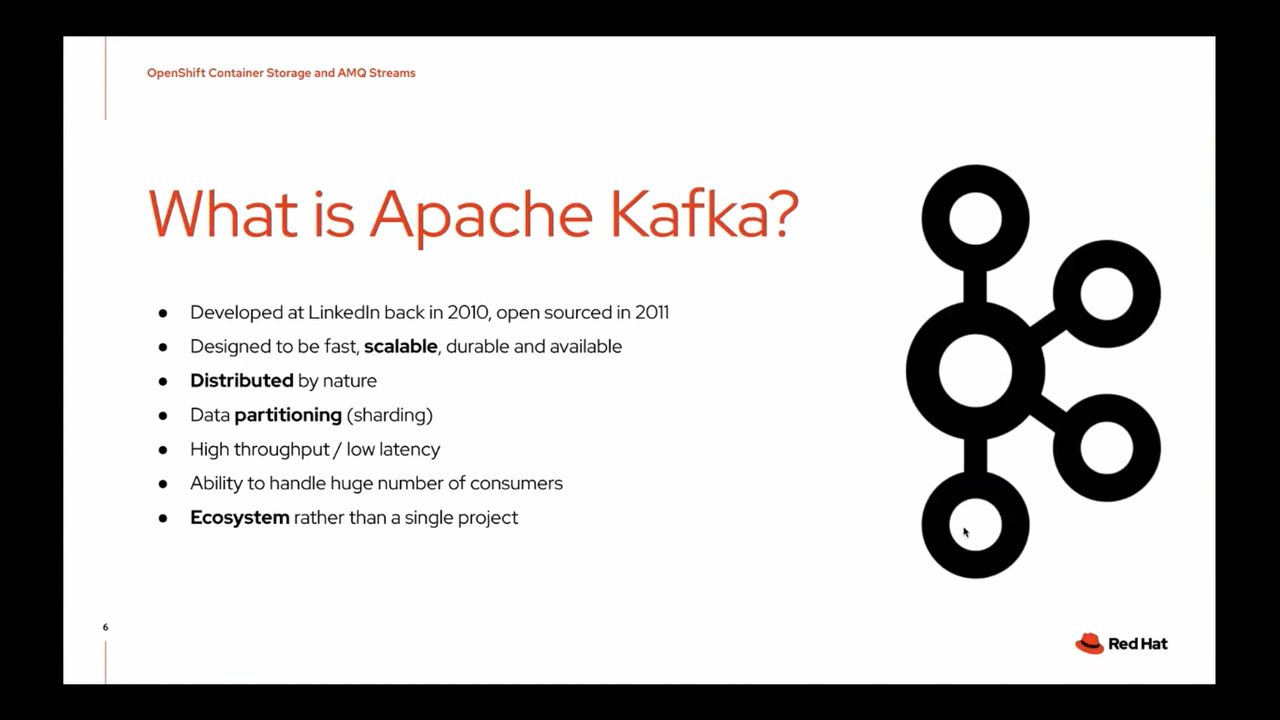 OpenShift Container Storage and AMQ Streams
What is Apache Kafka?
● Developed at LinkedIn back in 2010, open sourced in 2011
● Designed to be fast, scalable, durable and available
● Distributed by nature
● Data partitioning (sharding)
● High throughput / low latency
● Ability to handle huge number of consumers
● Ecosystem rather than a single project
6
Red Hat